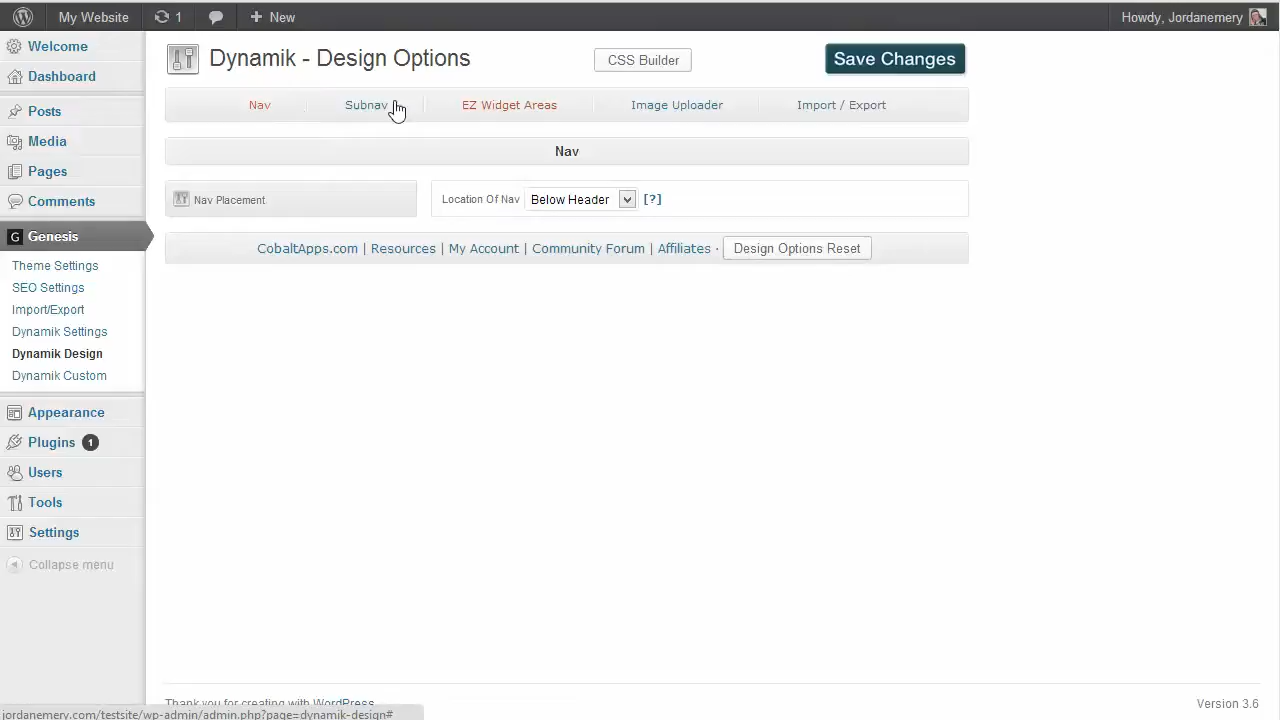 My Website 1 New Howdy, Jordanemery
Welcome
Dashboard
Posts
Media
Pages
Comments
G Genesis
Theme Settings
SEO Settings
Import/Export
Dynamik Settings
Dynamik Design
Dynamik Custom
Appearance
Plugins 1
Users
Tools
Settings
Collapse menu
Dynamik - Design Options CSS Builder Save Changes
Nav Subnav EZ Widget Areas Image Uploader Import / Export
Nav
Nav Placement Location Of Nav Below Header [?]
CobaltApps.com | Resources | My Account | Community Forum | Affiliates · Design Options Reset
Thank you for creating with WordPress. Version 3.6
jordanemery.com/testsite/wp-admin/admin.php?page=dynamik-design#